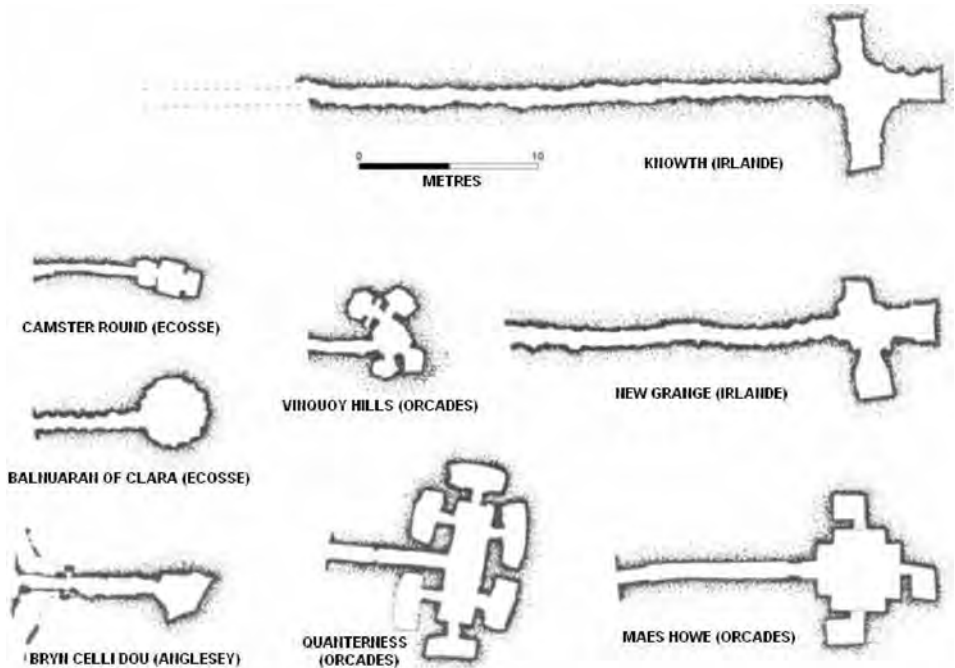 0 10
METRES
KNOWTH (IRLANDE)
CAMSTER ROUND (ECOSSE)
VINQUOY HILLS (ORCADES)
NEW GRANGE (IRLANDE)
BALNUARAN OF CLARA (ECOSSE)
BRYN CELLI DOU (ANGLESEY)
QUANTERNESS
(ORCADES)
MAES HOWE (ORCADES)